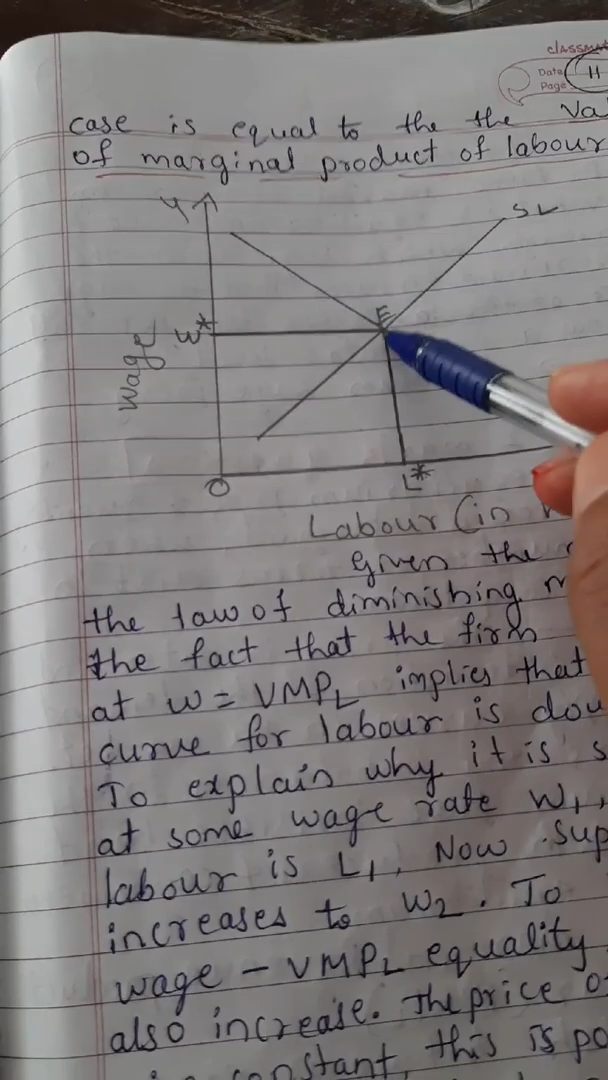 classma
Date
Page 11
case is equal to the the Va
of marginal product of labour
Y
SL
E
W*
Wage
O
L*
Labour (in
given the
the law of diminishing m
the fact that the firm
at w = VMPL implies that
curve for labour is dow
To explain why it is s
at some wage rate W1,
labour is L1, Now sup
increases to W2. To
wage - VMPL equality
also increase. The price o
constant, this is po